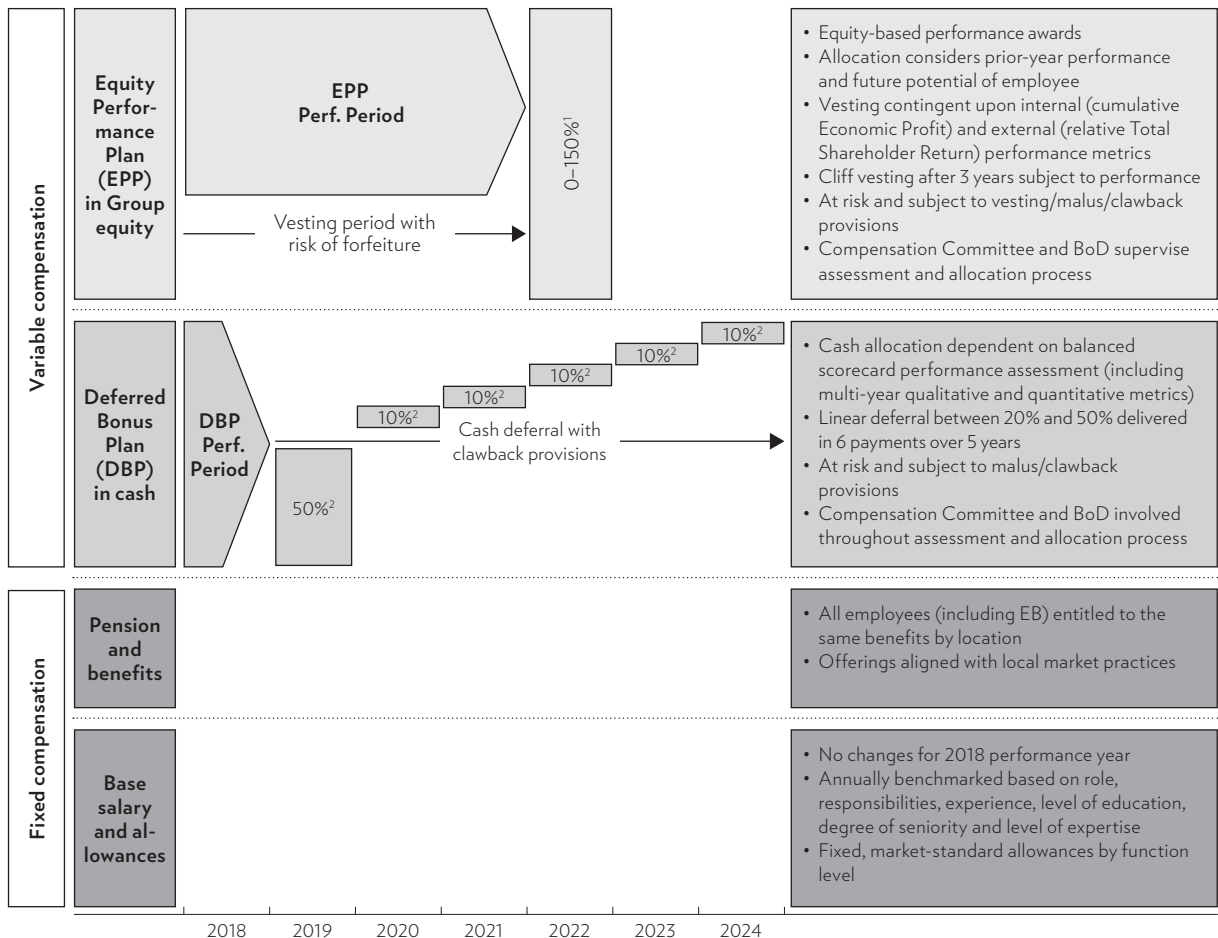 Variable compensation
Equity
Perfor-
mance
Plan
(EPP)
in Group
equity
EPP
Perf. Period
Vesting period with
risk of forfeiture
0–150%¹
• Equity-based performance awards
• Allocation considers prior-year performance
and future potential of employee
• Vesting contingent upon internal (cumulative
Economic Profit) and external (relative Total
Shareholder Return) performance metrics
• Cliff vesting after 3 years subject to performance
• At risk and subject to vesting/malus/clawback
provisions
• Compensation Committee and BoD supervise
assessment and allocation process
Deferred
Bonus
Plan
(DBP)
in cash
DBP
Perf.
Period
50%²
10%²
10%²
10%²
10%²
10%²
Cash deferral with
clawback provisions
• Cash allocation dependent on balanced
scorecard performance assessment (including
multi-year qualitative and quantitative metrics)
• Linear deferral between 20% and 50% delivered
in 6 payments over 5 years
• At risk and subject to malus/clawback
provisions
• Compensation Committee and BoD involved
throughout assessment and allocation process
Fixed compensation
Pension
and
benefits
• All employees (including EB) entitled to the
same benefits by location
• Offerings aligned with local market practices
Base
salary
and al-
lowances
• No changes for 2018 performance year
• Annually benchmarked based on role,
responsibilities, experience, level of education,
degree of seniority and level of expertise
• Fixed, market-standard allowances by function
level
2018 2019 2020 2021 2022 2023 2024